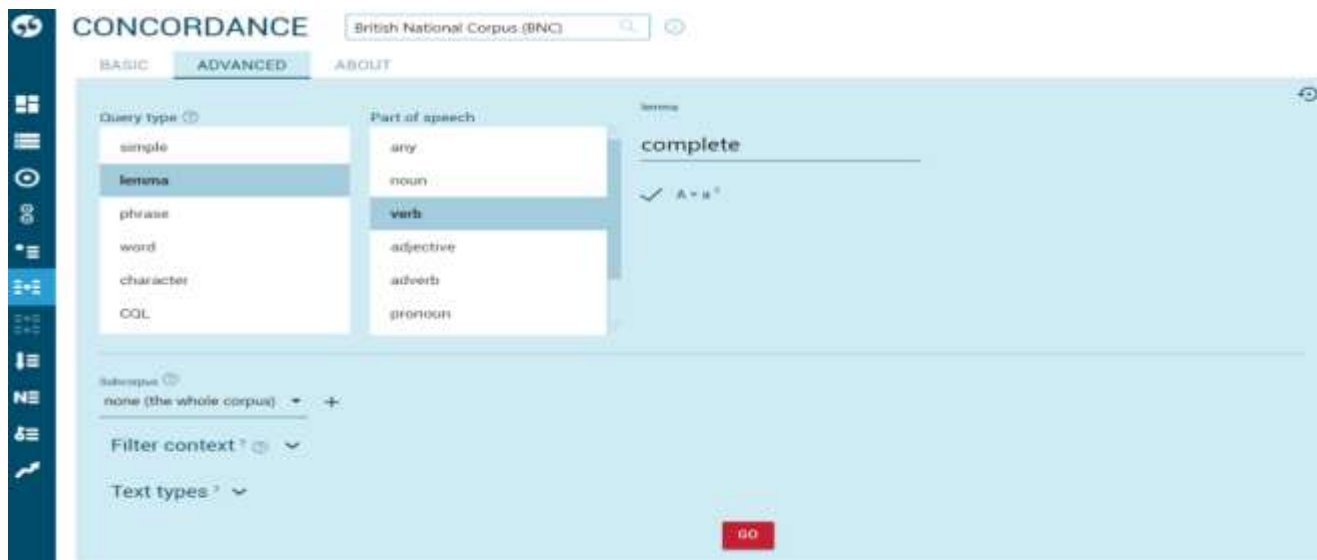 CONCORDANCE
British National Corpus (BNC)
BASIC ADVANCED ABOUT
Query type
simple
lemma
phrase
word
character
CQL
Part of speech
any
noun
verb
adjective
adverb
pronoun
lemma
complete
A = a
Subcorpus
none (the whole corpus) +
Filter context ?
Text types ?
GO